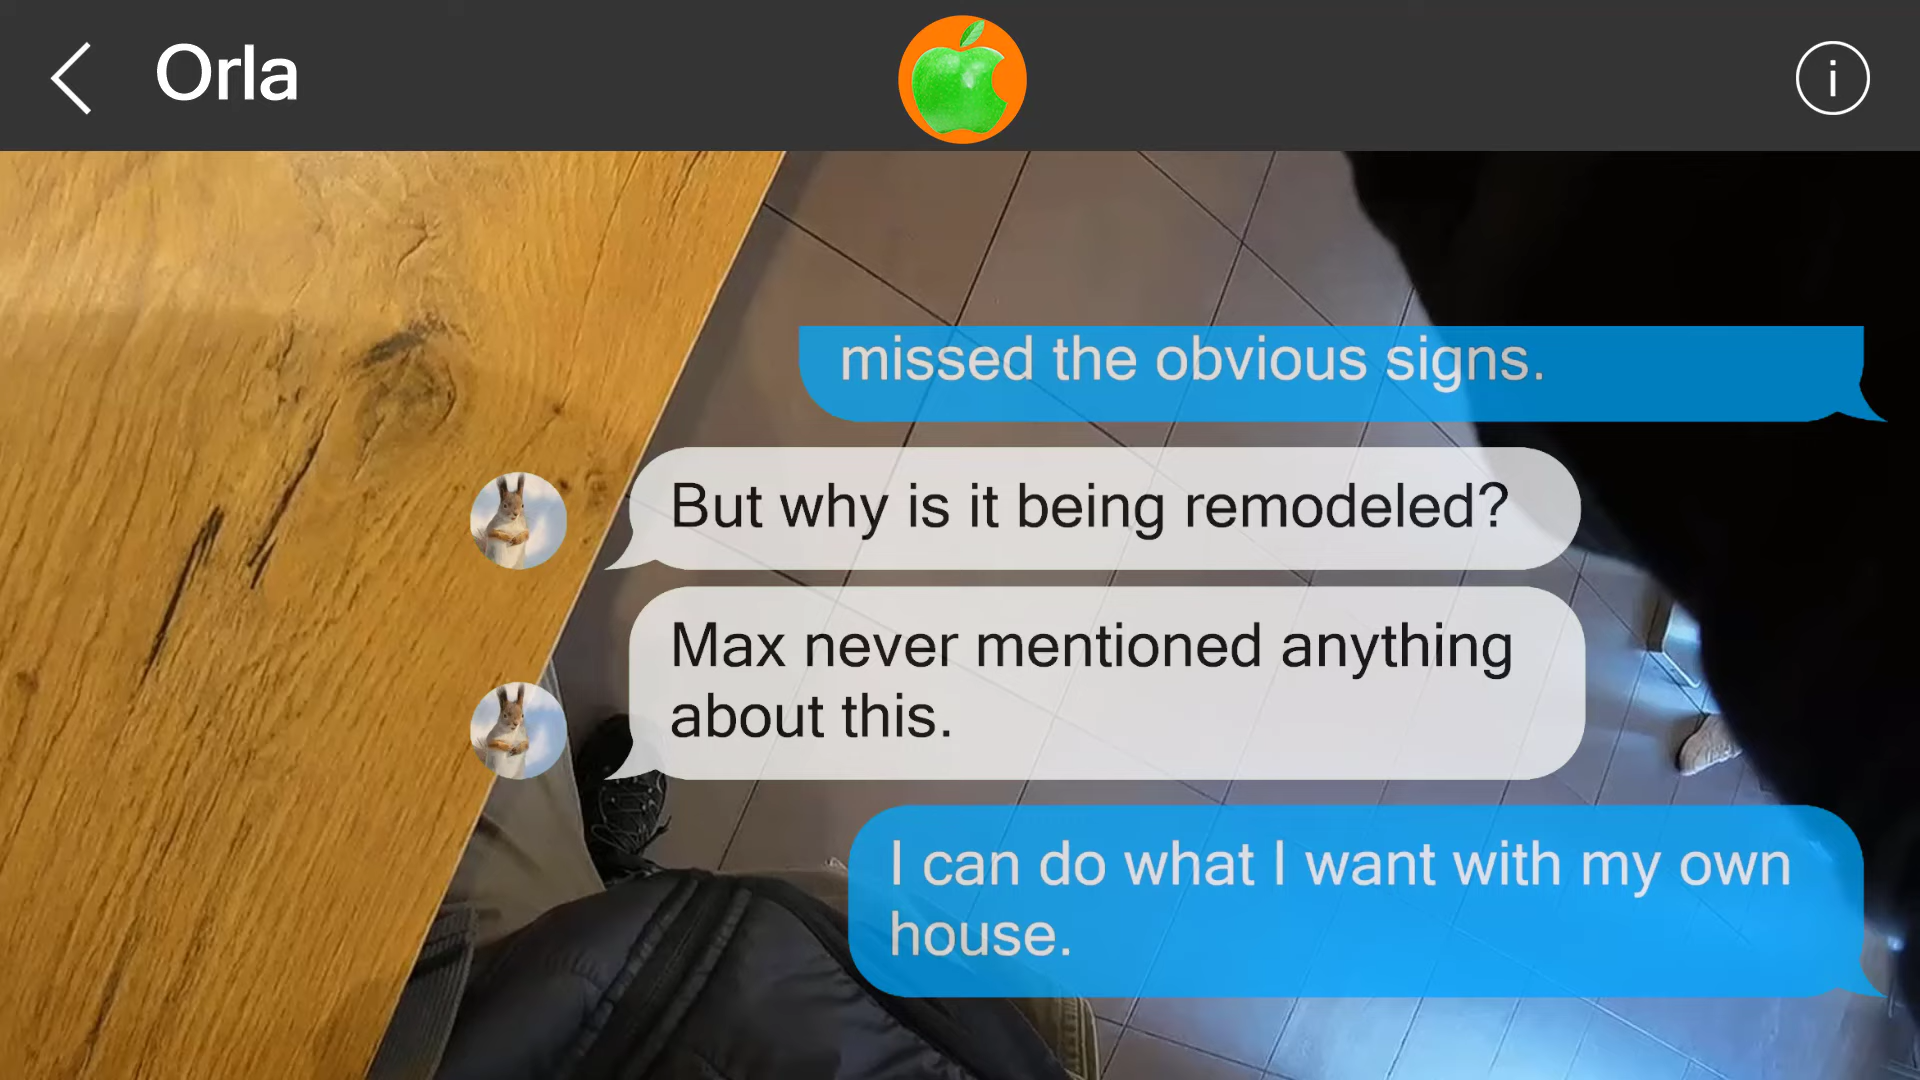 Orla
missed the obvious signs.
But why is it being remodeled?
Max never mentioned anything
about this.
I can do what I want with my own
house.